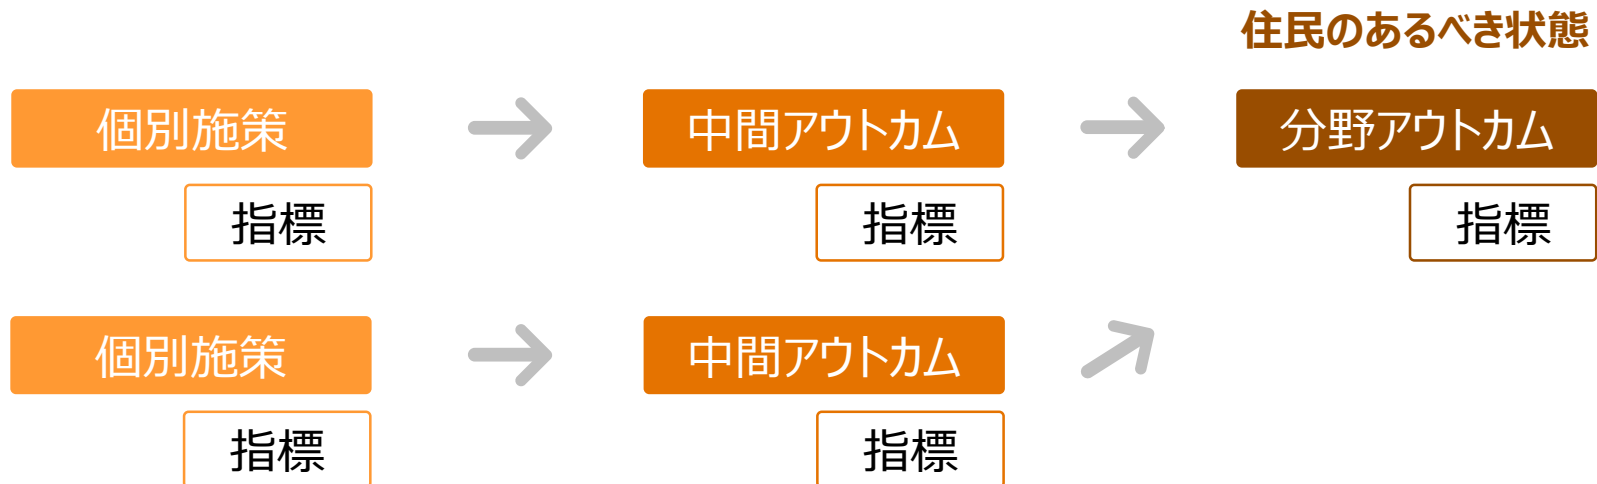 住民のあるべき状態
個別施策
中間アウトカム
分野アウトカム
指標
指標
指標
個別施策
中間アウトカム
指標
指標